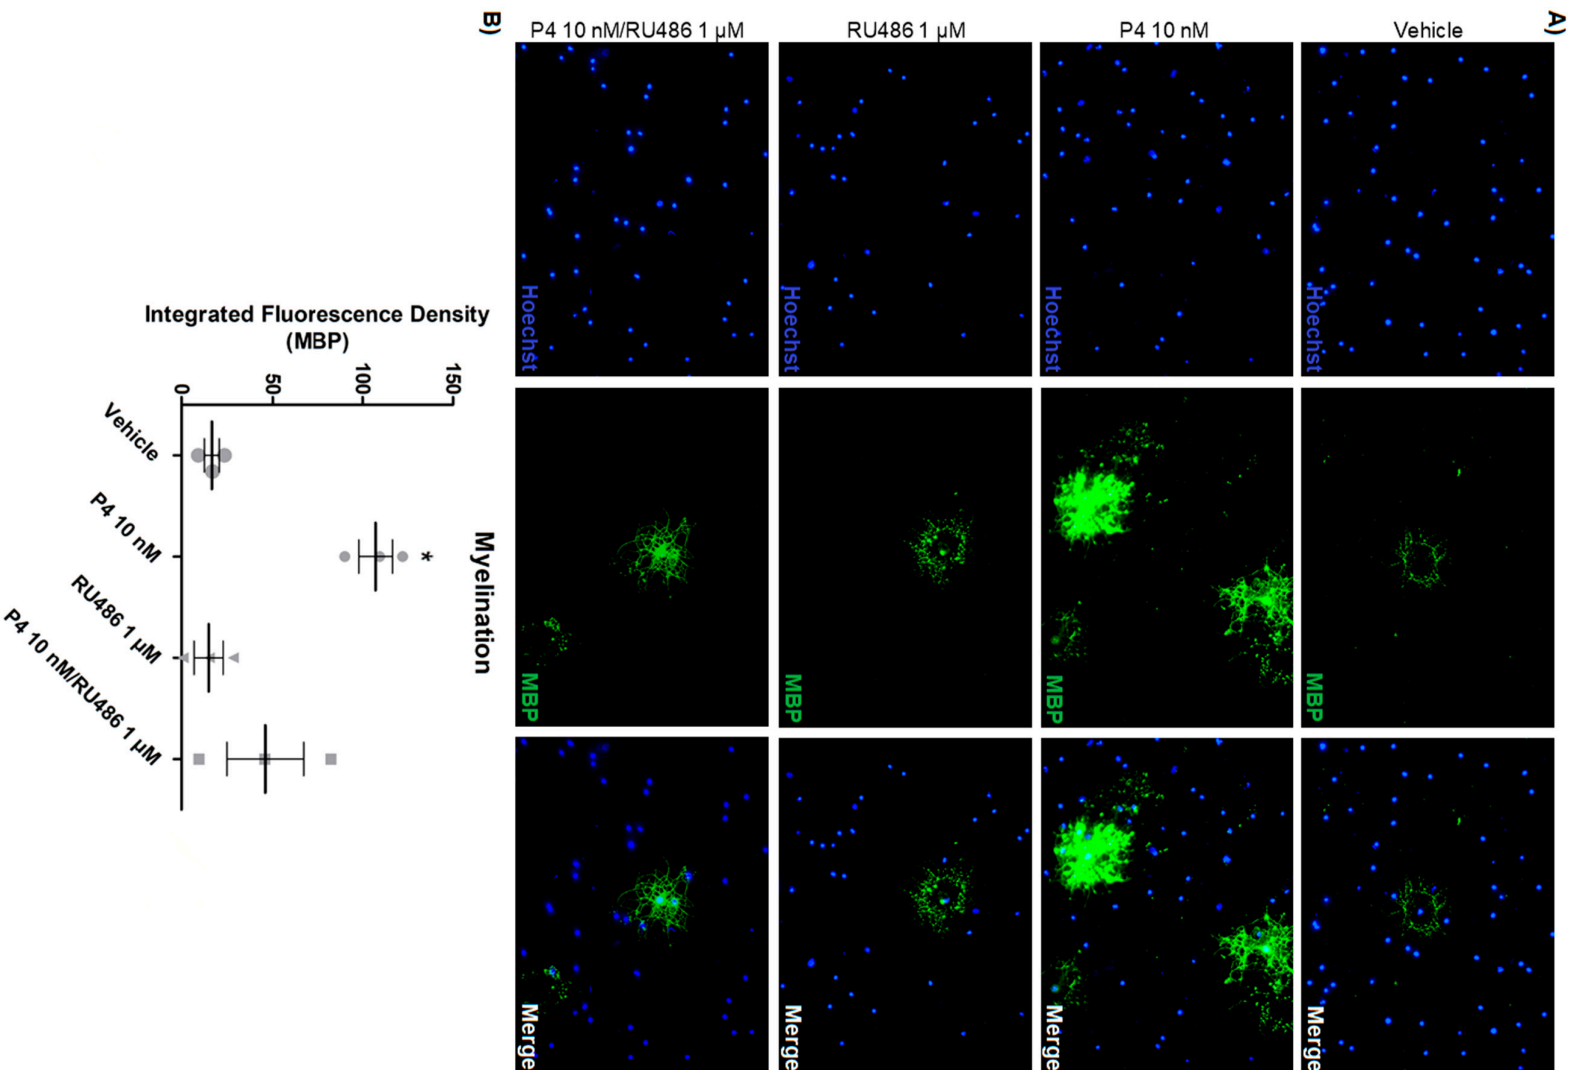 A)
Vehicle
Hoechst
MBP
Merge
P4 10 nM
Hoechst
MBP
Merge
RU486 1 µM
Hoechst
MBP
Merge
P4 10 nM/RU486 1 µM
Hoechst
MBP
Merge
B)
Myelination
Integrated Fluorescence Density
(MBP)
150
100
50
0
*
Vehicle
P4 10 nM
RU486 1 µM
P4 10 nM/RU486 1 µM